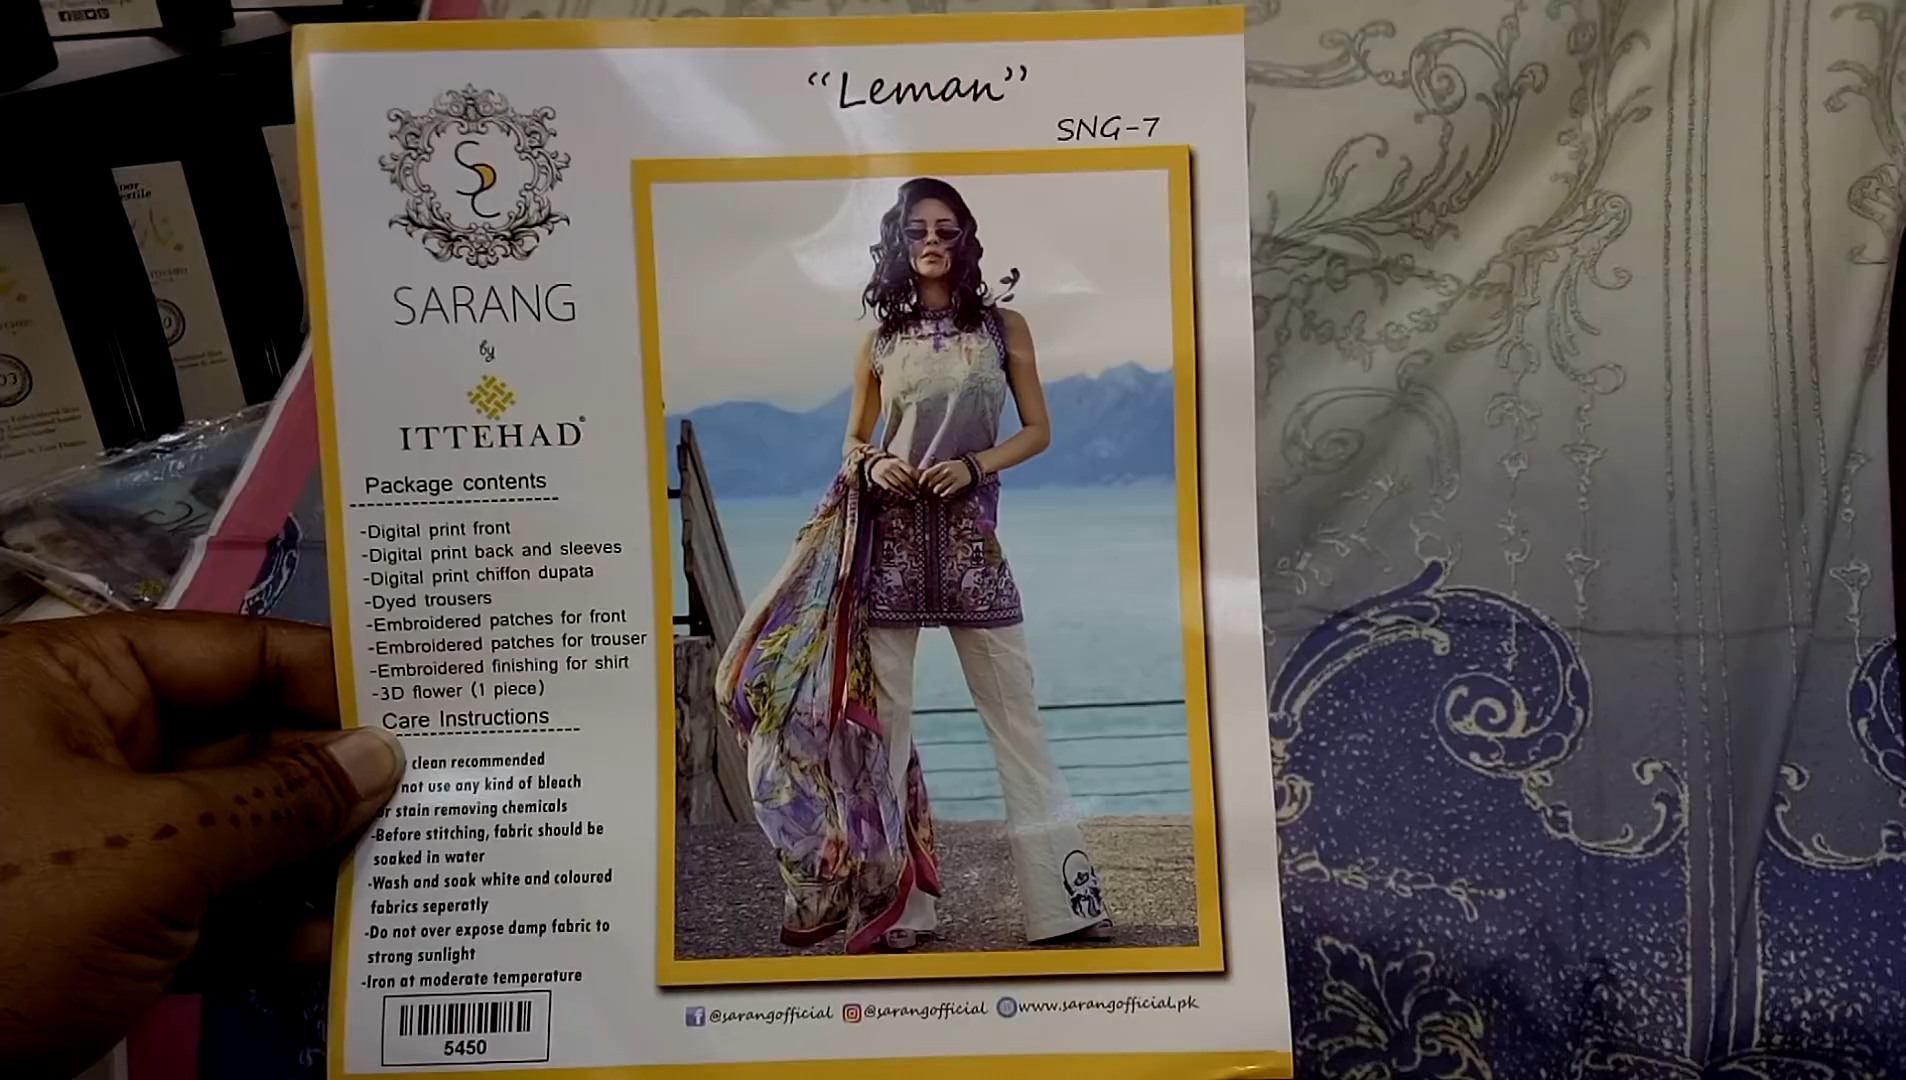 "Leman"
SNG-7
SARANG
by
ITTEHAD
Package contents
-Digital print front
-Digital print back and sleeves
-Digital print chiffon dupata
-Dyed trousers
-Embroidered patches for front
-Embroidered patches for trouser
-Embroidered finishing for shirt
-3D flower (1 piece)
Care Instructions
clean recommended
not use any kind of bleach
or stain removing chemicals
-Before stitching, fabric should be
soaked in water
-Wash and soak white and coloured
fabrics seperatly
-Do not over expose damp fabric to
strong sunlight
-Iron at moderate temperature
5450
@sarangofficial @sarangofficial www.sarangofficial.pk